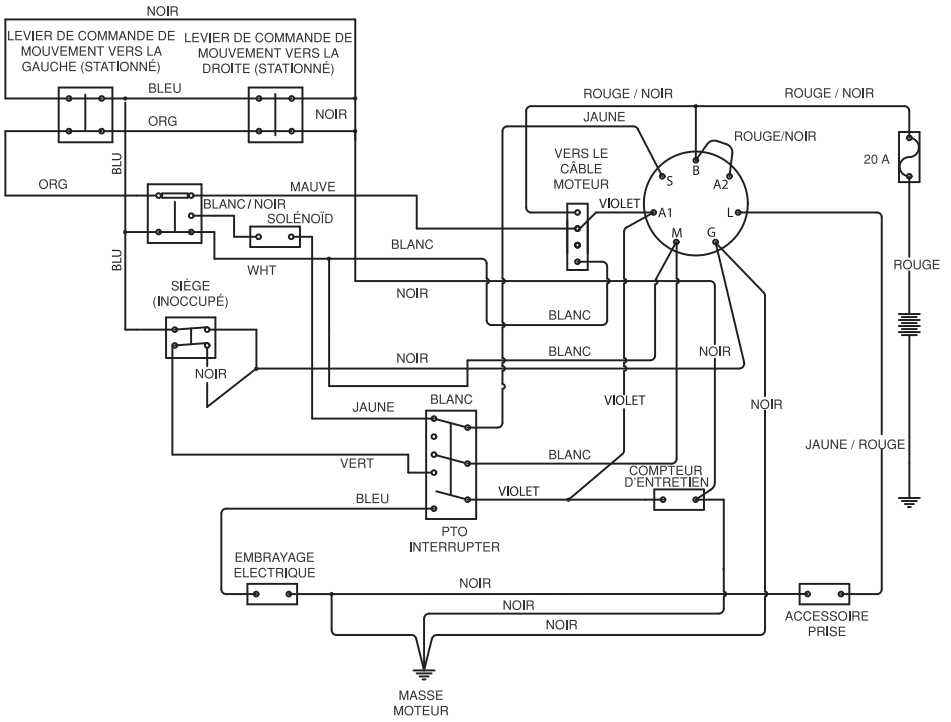 NOIR
LEVIER DE COMMANDE DE
MOUVEMENT VERS LA
GAUCHE (STATIONNÉ)
LEVIER DE COMMANDE DE
MOUVEMENT VERS LA
DROITE (STATIONNÉ)
BLEU
ORG
NOIR
BLU
ORG
MAUVE
BLANC / NOIR
SOLÉNOÏD
BLANC
WHT
BLU
NOIR
SIÈGE
(INOCCUPÉ)
NOIR
NOIR
ROUGE / NOIR
ROUGE / NOIR
JAUNE
ROUGE/NOIR
VERS LE
CÂBLE
MOTEUR
VIOLET
B
S
A2
A1
L
M
G
20 A
ROUGE
BLANC
BLANC
NOIR
VIOLET
NOIR
JAUNE
BLANC
VERT
BLANC
JAUNE / ROUGE
BLEU
VIOLET
COMPTEUR
D'ENTRETIEN
PTO
INTERRUPTER
EMBRAYAGE
ELECTRIQUE
NOIR
NOIR
NOIR
ACCESSOIRE
PRISE
MASSE
MOTEUR